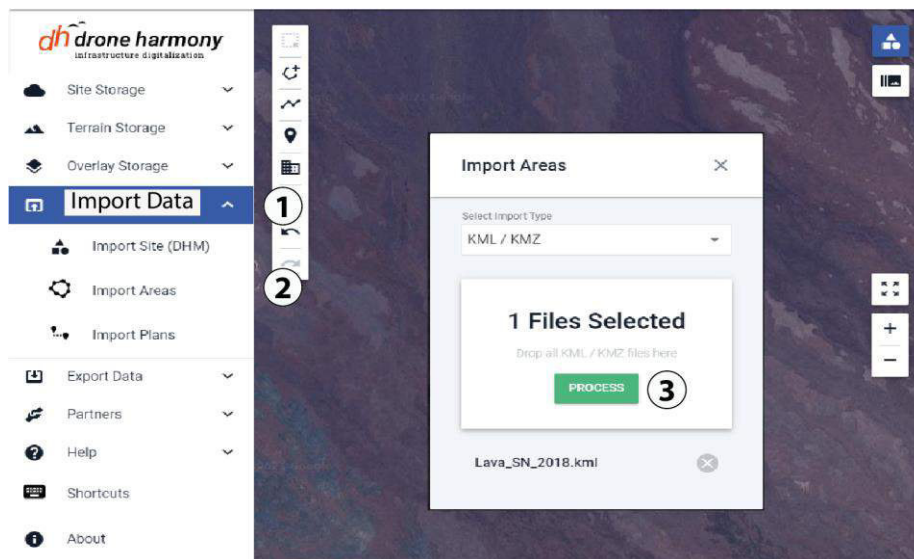 dh drone harmony
infrastructure digitalization
Site Storage
Terrain Storage
Overlay Storage
Import Data
1
Import Site (DHM)
Import Areas
2
Import Plans
Export Data
Partners
Help
Shortcuts
About
Import Areas
Select Import Type
KML / KMZ
1 Files Selected
Drop all KML / KMZ files here
PROCESS
3
Lava_SN_2018.kml